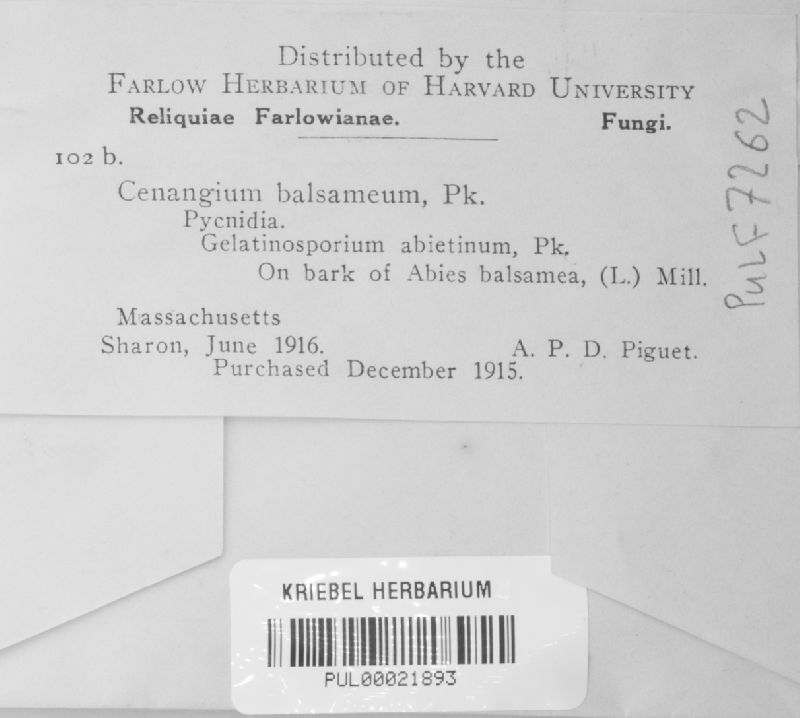 Distributed by the
FARLOW HERBARIUM OF HARVARD UNIVERSITY
Reliquiae Farlowianae. Fungi.
102 b.
Cenangium balsameum, Pk.
Pycnidia.
Gelatinosporium abietinum, Pk.
On bark of Abies balsamea, (L.) Mill.
Massachusetts
Sharon, June 1916. A. P. D. Piguet.
Purchased December 1915.
PULF7262
KRIEBEL HERBARIUM
PUL00021893